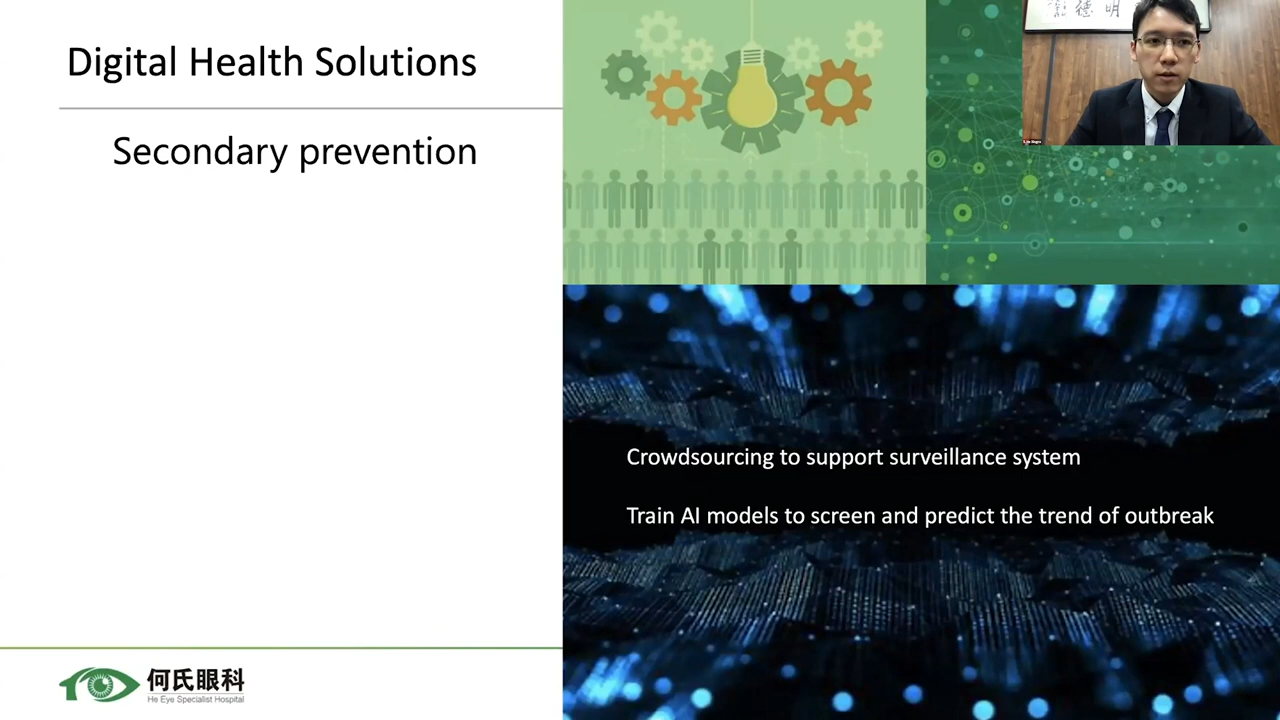 Digital Health Solutions
Secondary prevention
明
Crowdsourcing to support surveillance system
Train AI models to screen and predict the trend of outbreak
何氏眼科
He Eye Specialist Hospital